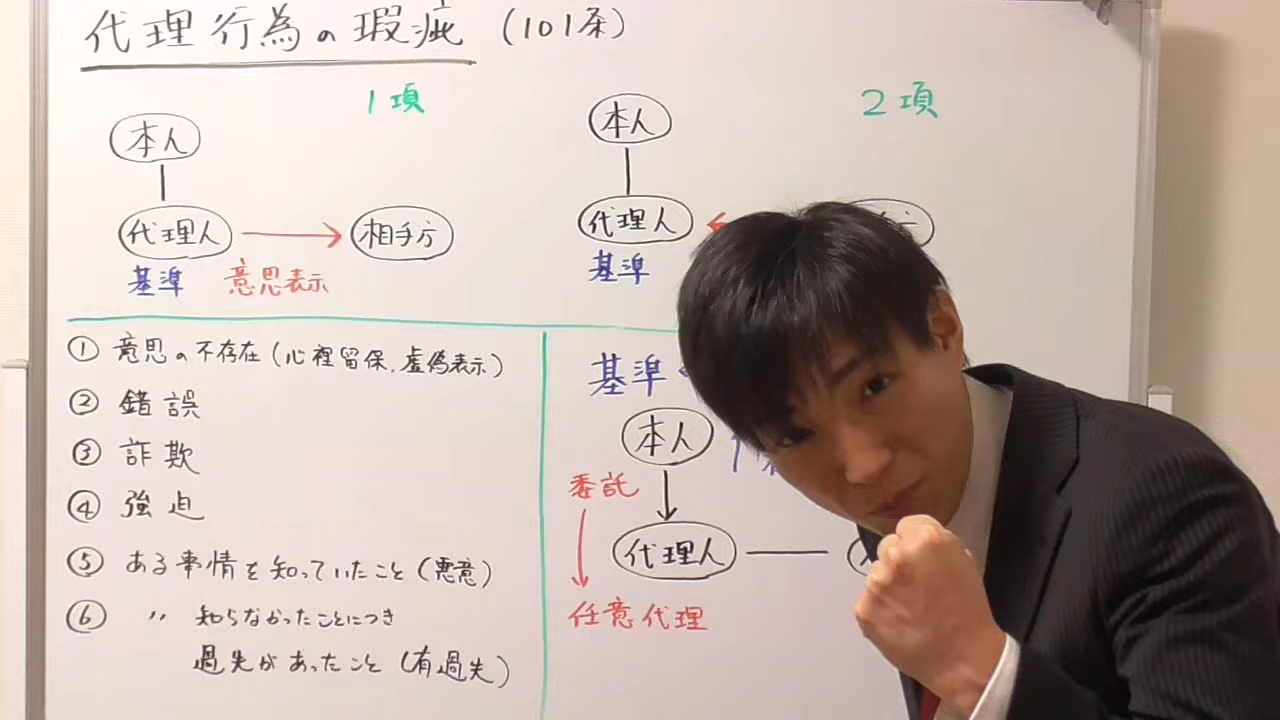 代理行為の瑕疵 (101条)
1項
本人
代理人
相手方
基準
意思表示
2項
本人
代理人
基準
① 意思の不存在(心裡留保,虚偽表示)
② 錯誤
③ 詐欺
④ 強迫
⑤ ある事情を知っていたこと(悪意)
⑥ 〃 知らなかったことにつき
過失があったこと(有過失)
基準
本人
委託
代理人
任意代理